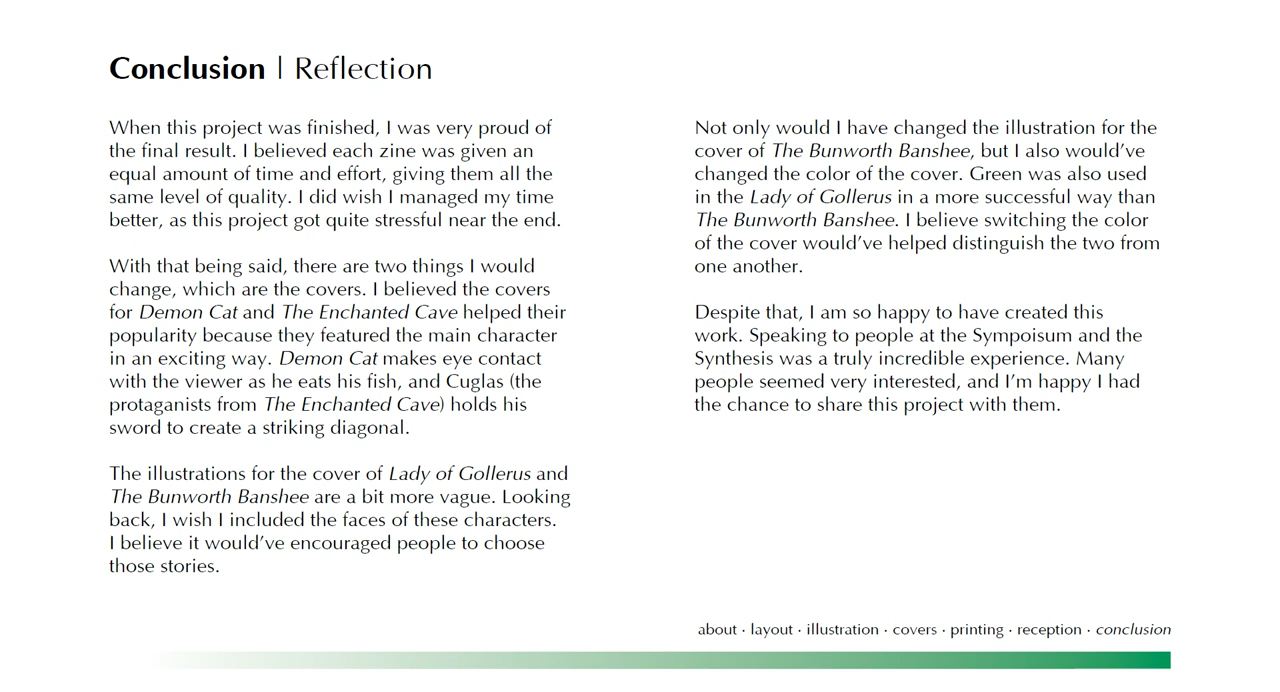 Conclusion | Reflection
When this project was finished, I was very proud of
the final result. I believed each zine was given an
equal amount of time and effort, giving them all the
same level of quality. I did wish I managed my time
better, as this project got quite stressful near the end.
With that being said, there are two things I would
change, which are the covers. I believed the covers
for Demon Cat and The Enchanted Cave helped their
popularity because they featured the main character
in an exciting way. Demon Cat makes eye contact
with the viewer as he eats his fish, and Cuglas (the
protaganists from The Enchanted Cave) holds his
sword to create a striking diagonal.
The illustrations for the cover of Lady of Gollerus and
The Bunworth Banshee are a bit more vague. Looking
back, I wish I included the faces of these characters.
I believe it would've encouraged people to choose
those stories.
Not only would I have changed the illustration for the
cover of The Bunworth Banshee, but I also would've
changed the color of the cover. Green was also used
in the Lady of Gollerus in a more successful way than
The Bunworth Banshee. I believe switching the color
of the cover would've helped distinguish the two from
one another.
Despite that, I am so happy to have created this
work. Speaking to people at the Sympoisum and the
Synthesis was a truly incredible experience. Many
people seemed very interested, and I'm happy I had
the chance to share this project with them.
about · layout · illustration · covers · printing · reception · conclusion